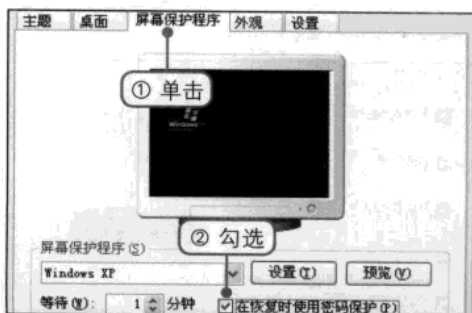 主题 桌面 屏幕保护程序 外观 设置
① 单击
Windows
② 勾选
屏幕保护程序(S)
Windows XP 设置(T) 预览(V)
等待(W): 1 分钟 在恢复时使用密码保护(P)